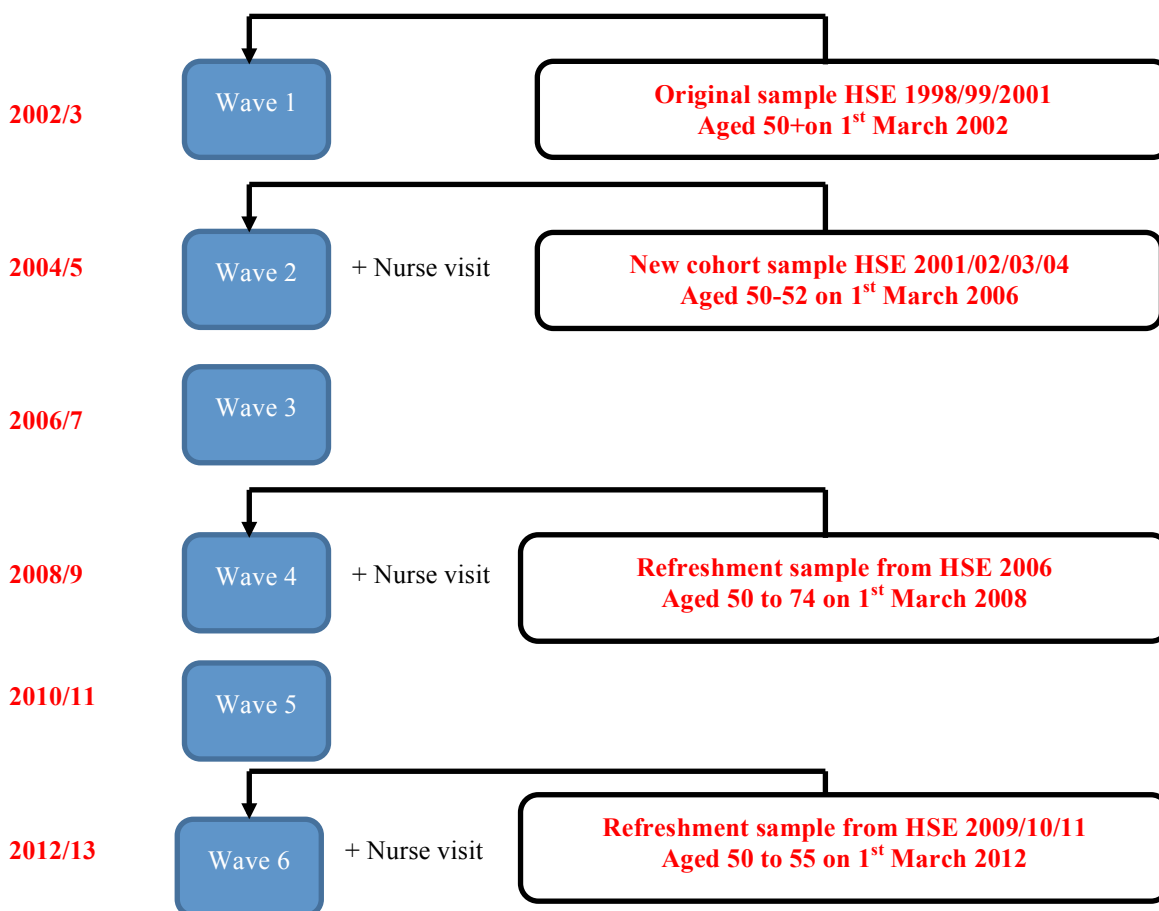 2002/3
Wave 1
Original sample HSE 1998/99/2001
Aged 50+on 1st March 2002
2004/5
Wave 2
+ Nurse visit
New cohort sample HSE 2001/02/03/04
Aged 50-52 on 1st March 2006
2006/7
Wave 3
2008/9
Wave 4
+ Nurse visit
Refreshment sample from HSE 2006
Aged 50 to 74 on 1st March 2008
2010/11
Wave 5
2012/13
Wave 6
+ Nurse visit
Refreshment sample from HSE 2009/10/11
Aged 50 to 55 on 1st March 2012